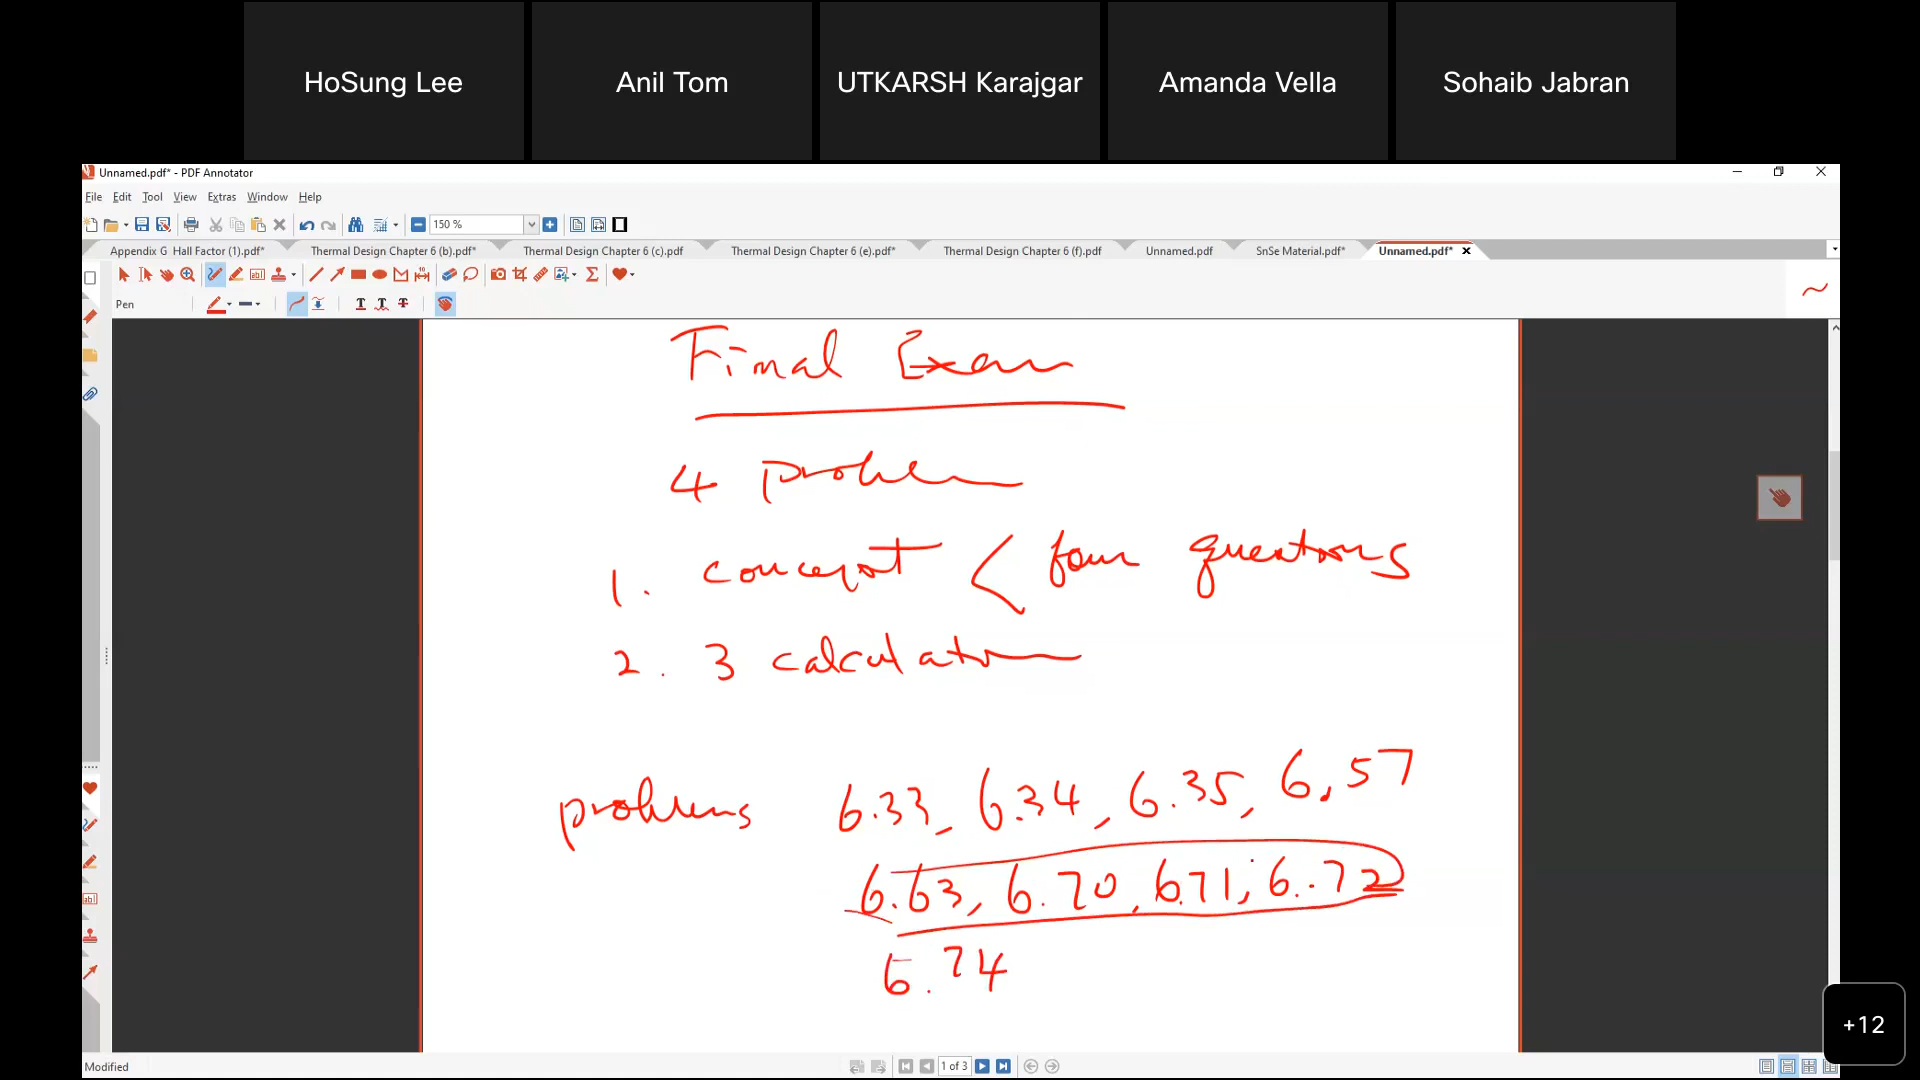 HoSung Lee
Anil Tom
UTKARSH Karajgar
Amanda Vella
Sohaib Jabran
Unnamed.pdf* - PDF Annotator
File Edit Tool View Extras Window Help
150 %
Appendix G Hall Factor (1).pdf*
Thermal Design Chapter 6 (b).pdf*
Thermal Design Chapter 6 (c).pdf
Thermal Design Chapter 6 (e).pdf*
Thermal Design Chapter 6 (f).pdf
Unnamed.pdf
SnSe Material.pdf*
Unnamed.pdf*
Pen
Final Exam
4 problem
1. concept < four questions
2. 3 calculation
problems 6.33, 6.34, 6.35, 6.57
6.63, 6.70, 6.71, 6.72
6.74
+12
Modified
1 of 3